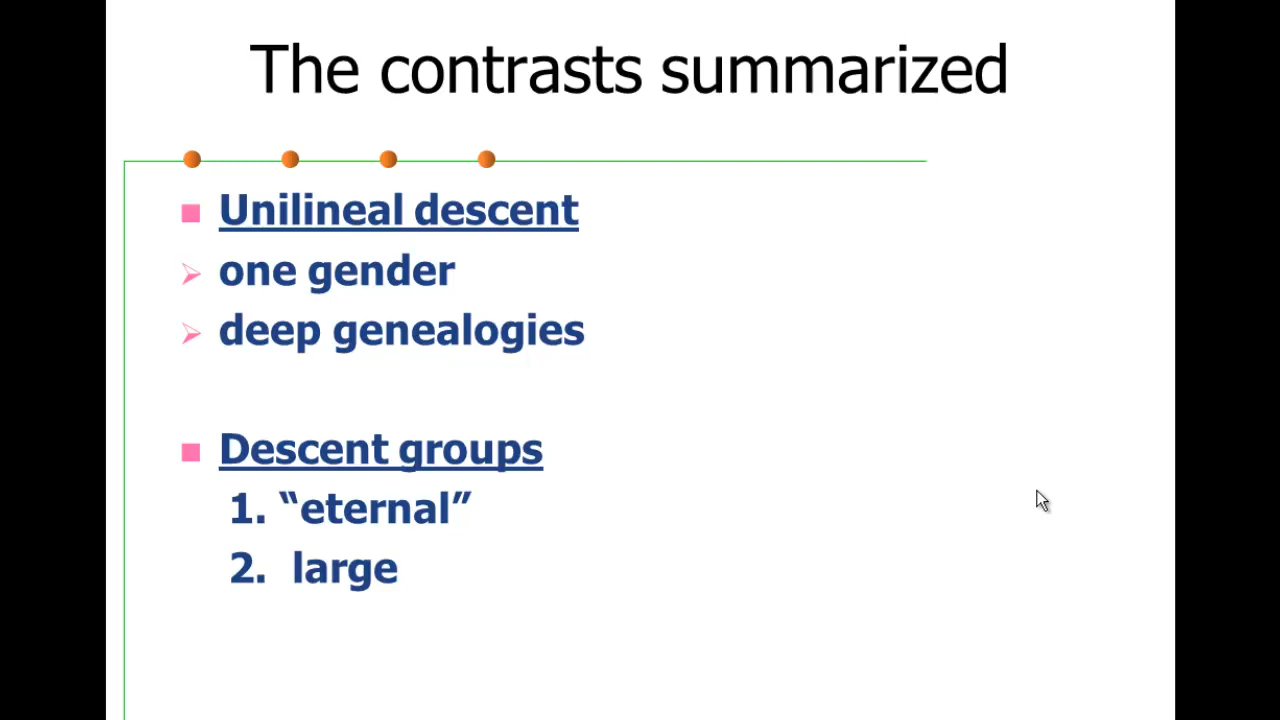 The contrasts summarized
Unilineal descent
one gender
deep genealogies
Descent groups
1. “eternal”
2. large